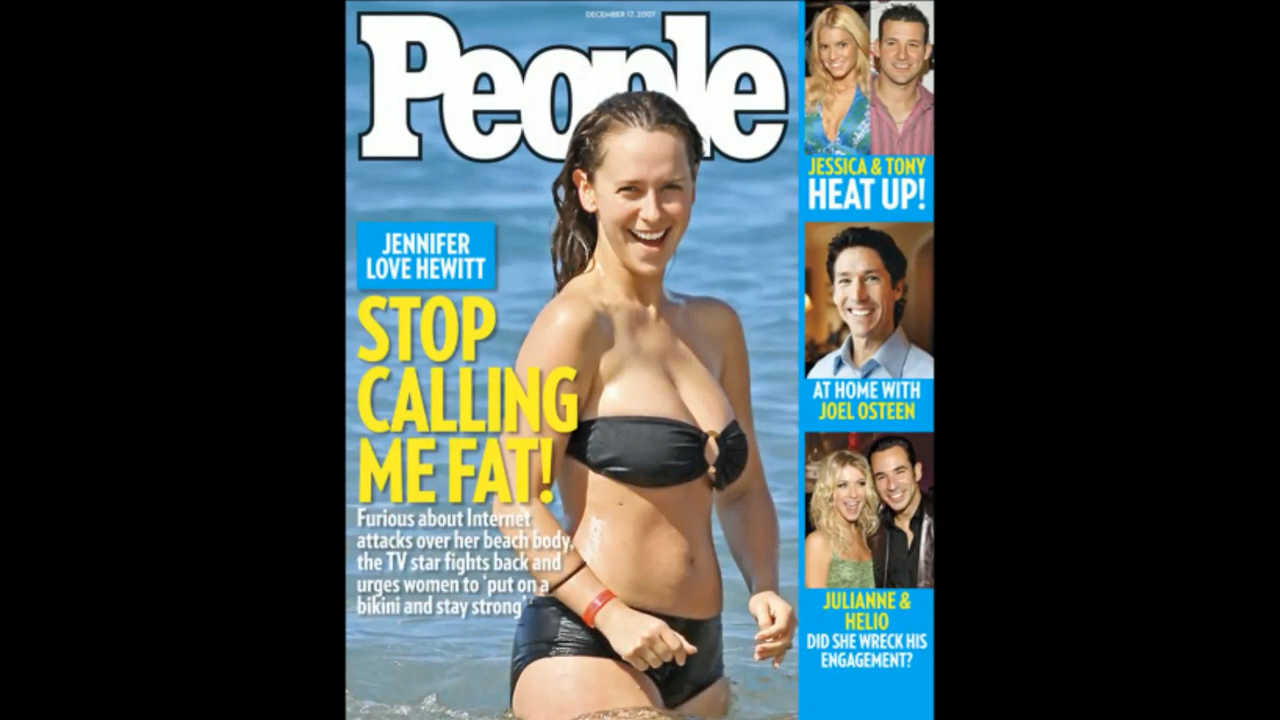 DECEMBER 17, 2007
People
JENNIFER
LOVE HEWITT
STOP
CALLING
ME FAT!
Furious about Internet
attacks over her beach body,
the TV star fights back and
urges women to ‘put on a
bikini and stay strong’
JESSICA & TONY
HEAT UP!
AT HOME WITH
JOEL OSTEEN
JULIANNE &
HELIO
DID SHE WRECK HIS
ENGAGEMENT?